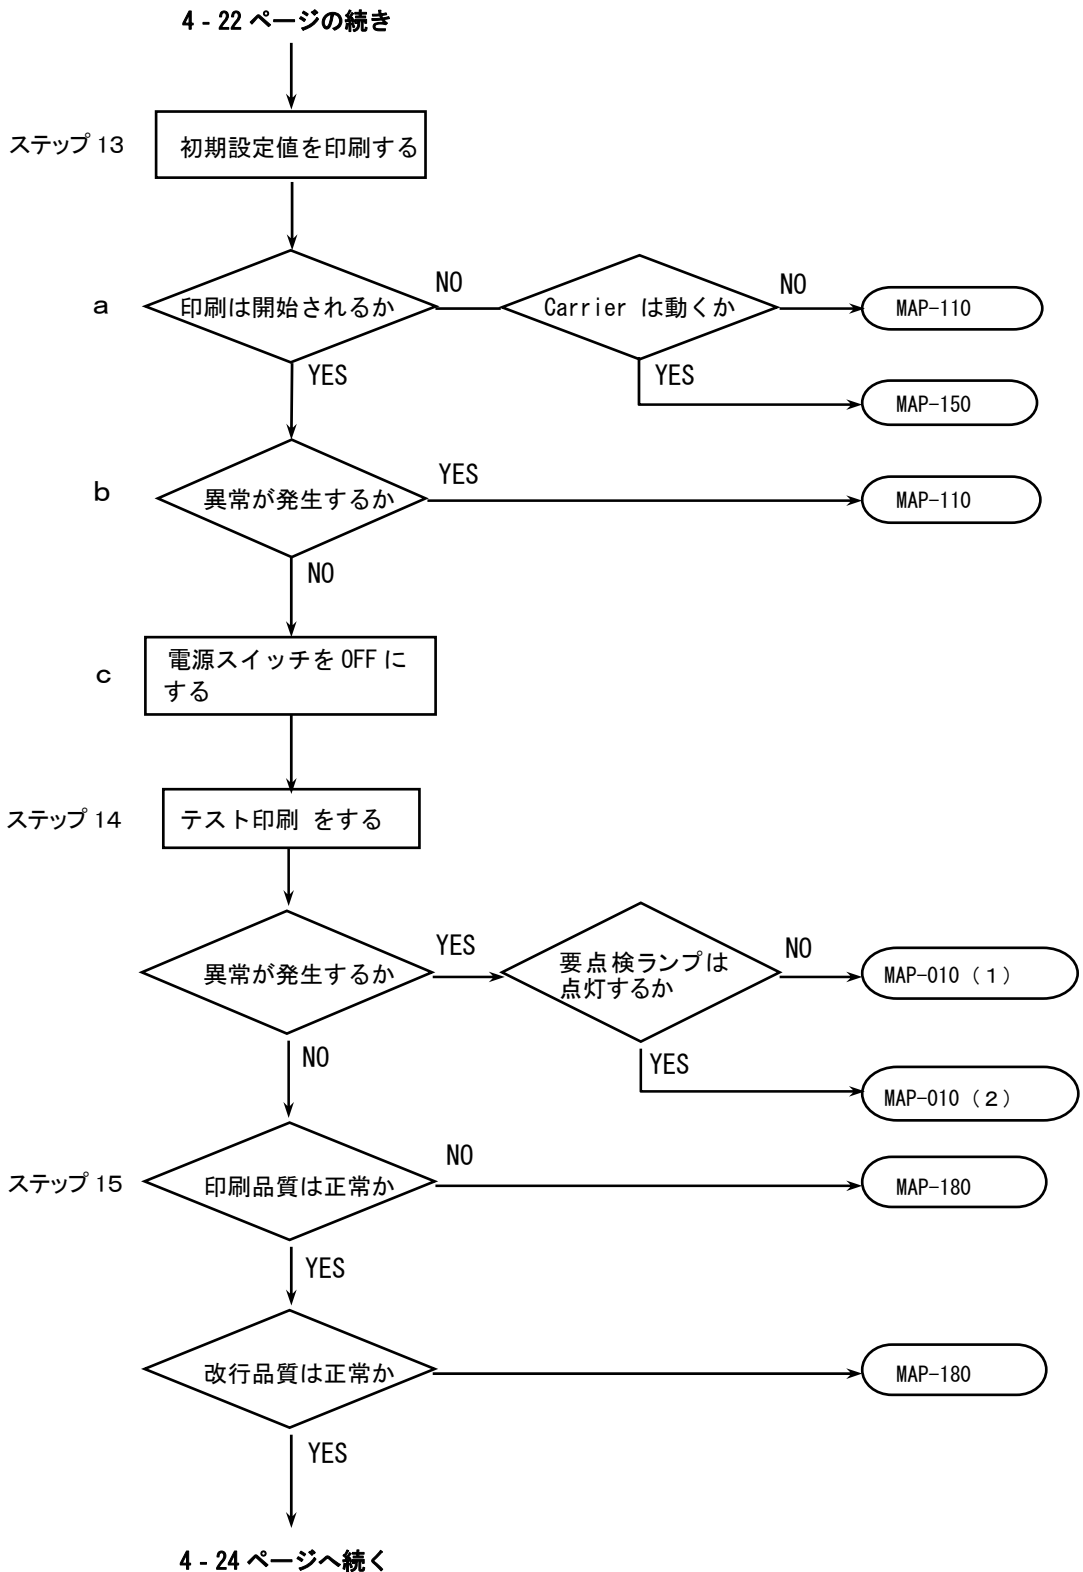 4 - 22 ページの続き
ステップ 13
初期設定値を印刷する
a
印刷は開始されるか
NO
Carrier は動くか
NO
MAP-110
YES
YES
MAP-150
b
異常が発生するか
YES
MAP-110
NO
c
電源スイッチを OFF に
する
ステップ 14
テスト印刷 をする
異常が発生するか
YES
要点検ランプは
点灯するか
NO
MAP-010 (1)
NO
YES
MAP-010 (2)
ステップ 15
印刷品質は正常か
NO
MAP-180
YES
改行品質は正常か
MAP-180
YES
4 - 24 ページへ続く